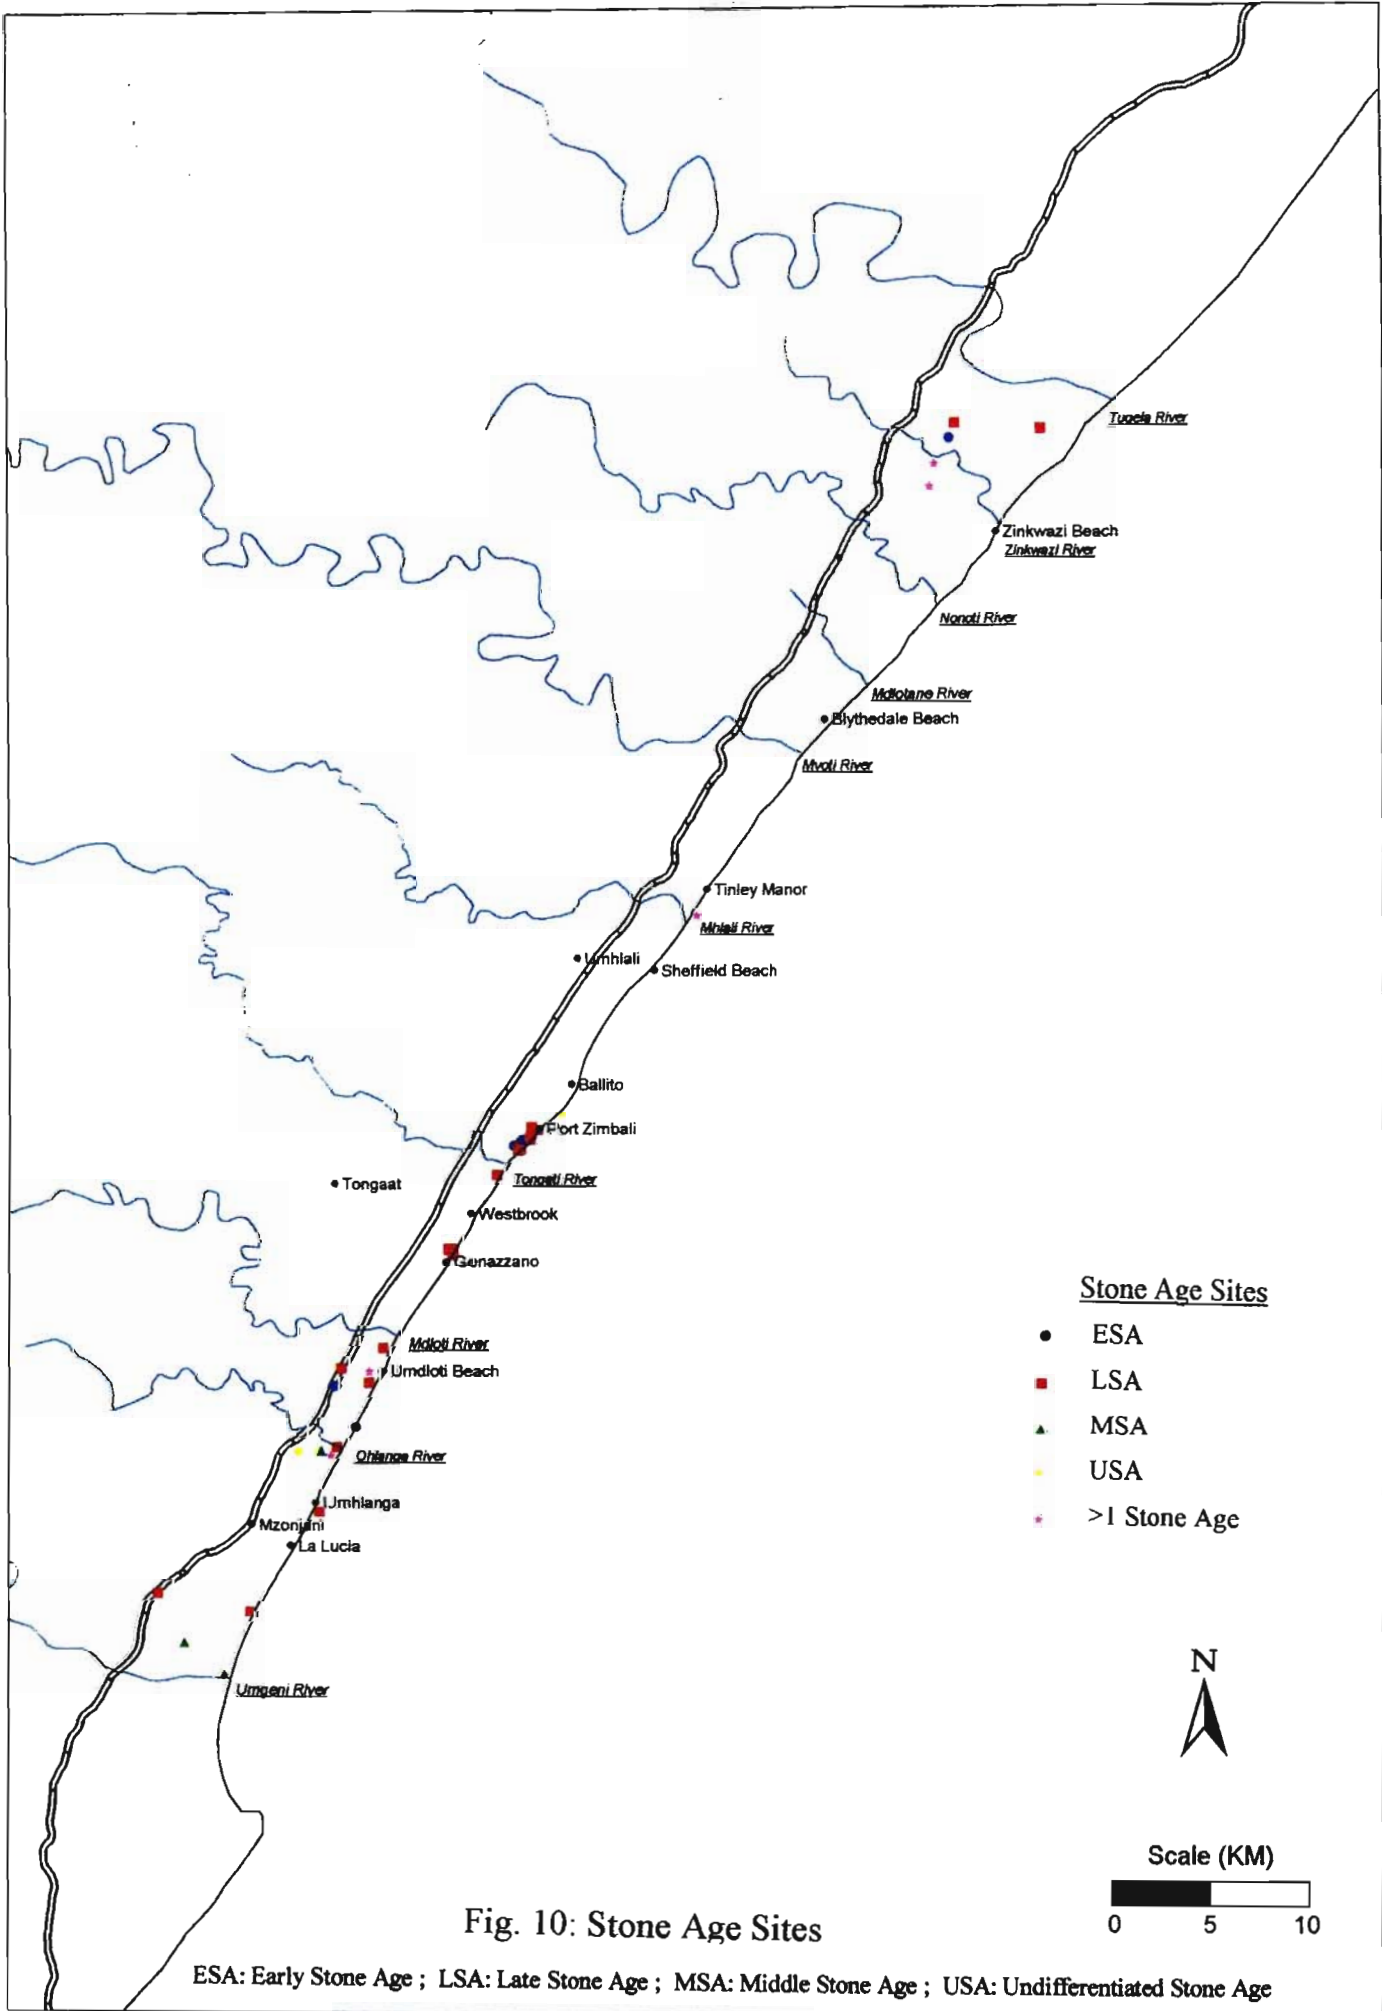 Tugela River
Zinkwazi Beach
Zinkwazi River
Nonoti River
Mdlotane River
Blythedale Beach
Mvoti River
Tinley Manor
Mhlali River
Umhlali
Sheffield Beach
Ballito
Port Zimbali
Tongati River
Tongaat
Westbrook
Genazzano
Mdloti River
Umdloti Beach
Ohlanga River
Umhlanga
Mzonjani
La Lucia
Umgeni River
Stone Age Sites
ESA
LSA
MSA
USA
>1 Stone Age
N
Scale (KM)
0 5 10
Fig. 10: Stone Age Sites
ESA: Early Stone Age ; LSA: Late Stone Age ; MSA: Middle Stone Age ; USA: Undifferentiated Stone Age